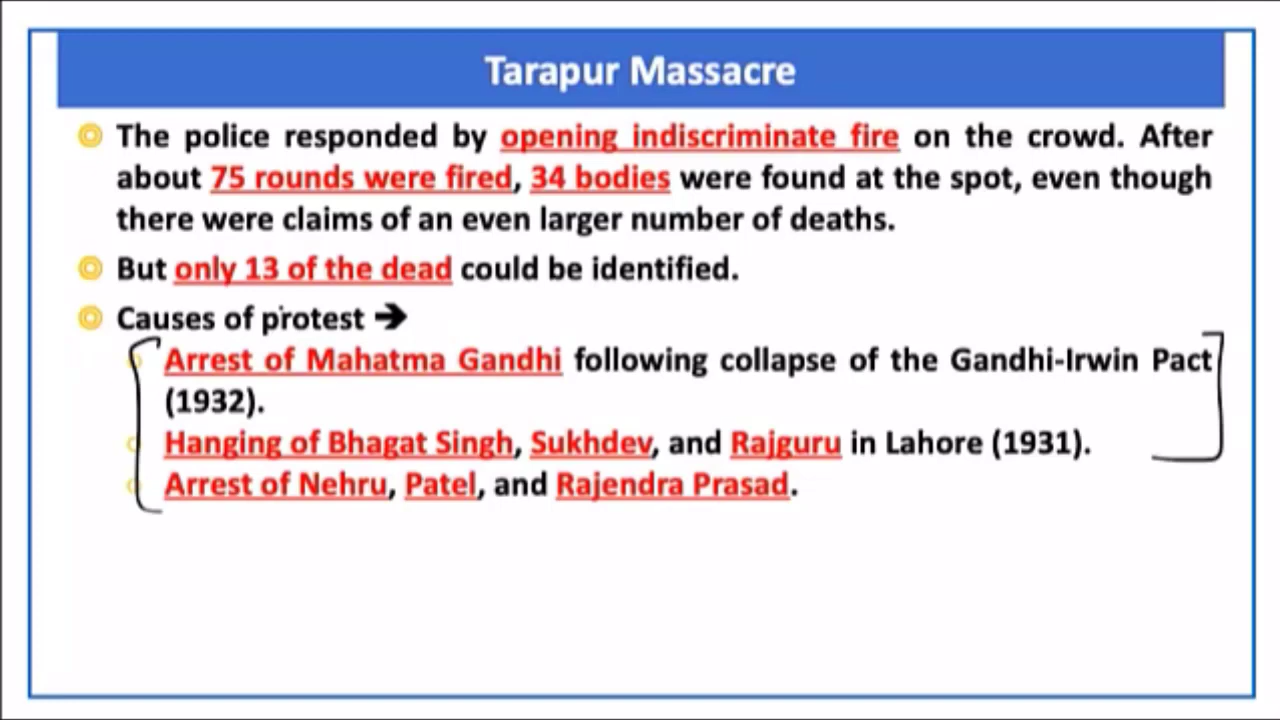 Tarapur Massacre
The police responded by opening indiscriminate fire on the crowd. After
about 75 rounds were fired, 34 bodies were found at the spot, even though
there were claims of an even larger number of deaths.
But only 13 of the dead could be identified.
Causes of protest ➔
Arrest of Mahatma Gandhi following collapse of the Gandhi-Irwin Pact
(1932).
Hanging of Bhagat Singh, Sukhdev, and Rajguru in Lahore (1931).
Arrest of Nehru, Patel, and Rajendra Prasad.